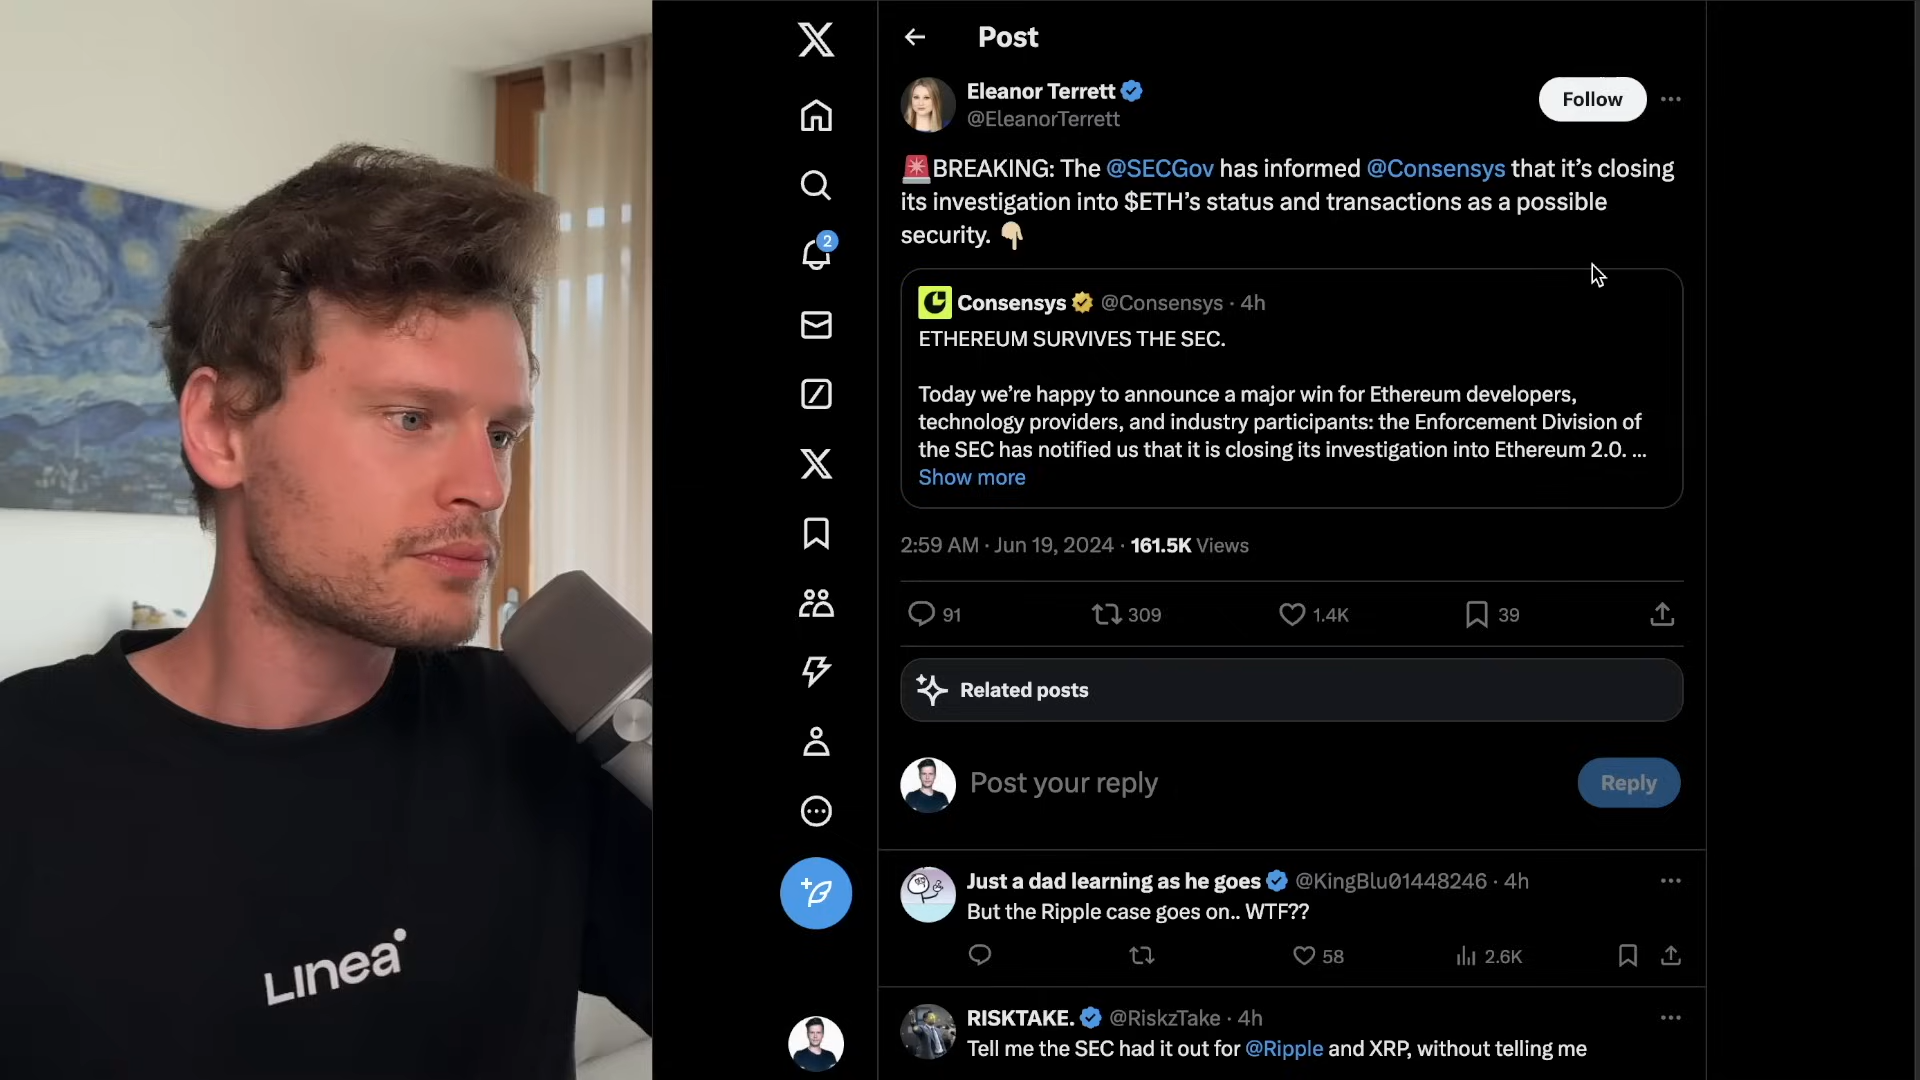 Post
Eleanor Terrett
@EleanorTerrett
Follow
🚨BREAKING: The @SECGov has informed @Consensys that it’s closing
its investigation into $ETH’s status and transactions as a possible
security. 👇🏼
Consensys @Consensys · 4h
ETHEREUM SURVIVES THE SEC.
Today we’re happy to announce a major win for Ethereum developers,
technology providers, and industry participants: the Enforcement Division of
the SEC has notified us that it is closing its investigation into Ethereum 2.0. ...
Show more
2:59 AM · Jun 19, 2024 · 161.5K Views
91 309 1.4K 39
Related posts
Post your reply
Reply
Just a dad learning as he goes @KingBlu01448246 · 4h
But the Ripple case goes on.. WTF??
58 2.6K
RISKTAKE. @RiskzTake · 4h
Tell me the SEC had it out for @Ripple and XRP, without telling me
2
Linea